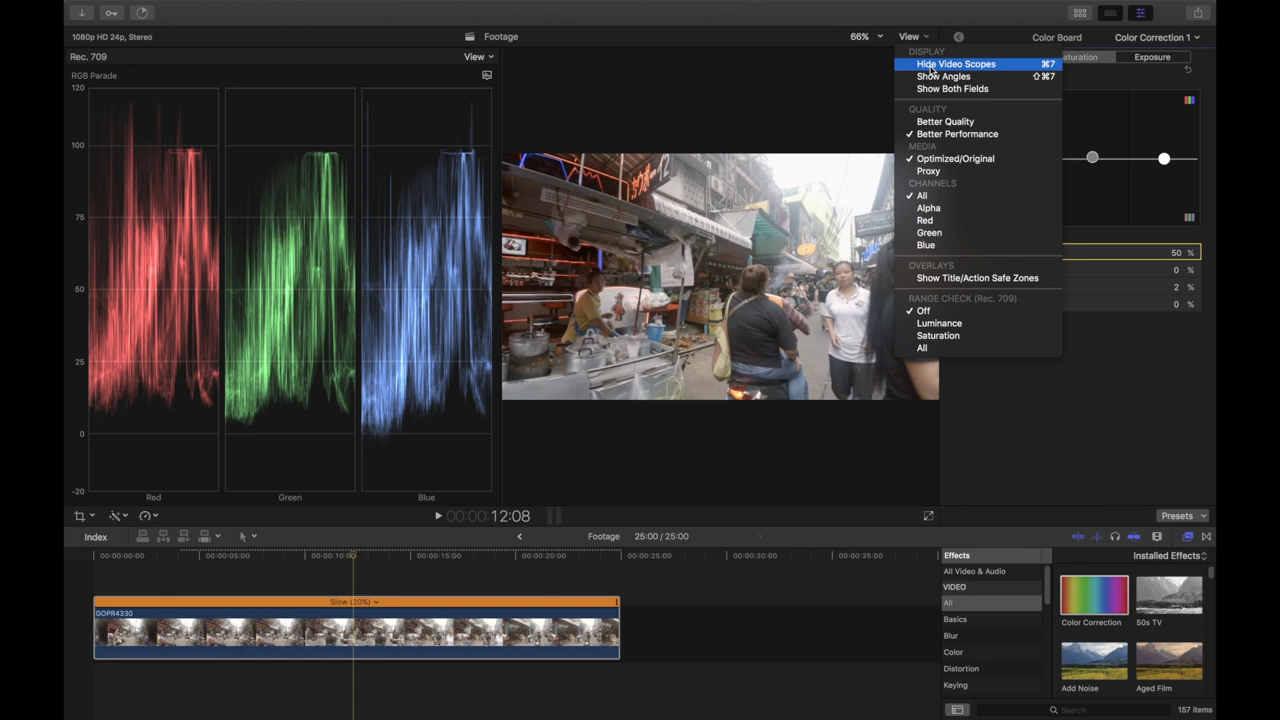 1080p HD 24p, Stereo
Footage
66%
View
Color Board
Color Correction 1
Rec. 709
View
RGB Parade
120
100
75
50
25
0
-20
Red
Green
Blue
DISPLAY
Hide Video Scopes ⌘7
Show Angles ⇧⌘7
Show Both Fields
QUALITY
Better Quality
✓ Better Performance
MEDIA
✓ Optimized/Original
Proxy
CHANNELS
✓ All
Alpha
Red
Green
Blue
OVERLAYS
Show Title/Action Safe Zones
RANGE CHECK (Rec. 709)
✓ Off
Luminance
Saturation
All
aturation
Exposure
50 %
0 %
2 %
0 %
00:00:00:12:08
Presets
Index
Footage
25:00 / 25:00
00:00:00:00
00:00:05:00
00:00:10:00
00:00:15:00
00:00:20:00
00:00:25:00
00:00:30:00
00:00:35:00
Slow (20%)
GOPR4330
Effects
Installed Effects
All Video & Audio
VIDEO
All
Basics
Blur
Color
Distortion
Keying
Color Correction
50s TV
Add Noise
Aged Film
Search
157 items